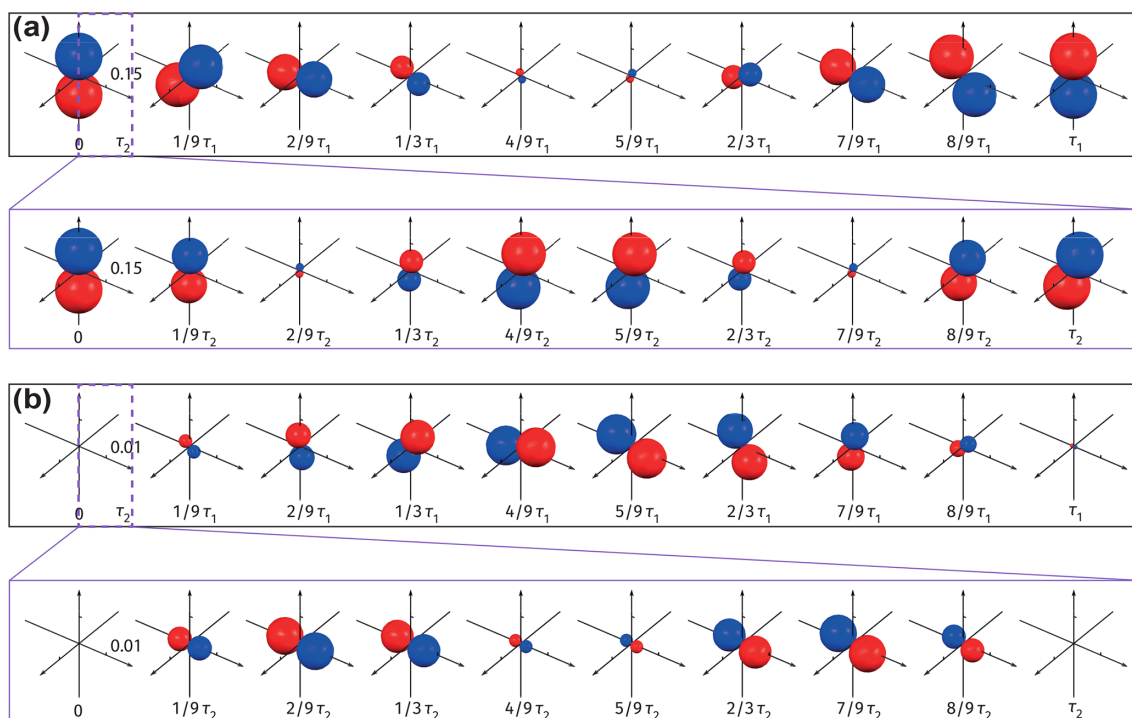 (a)
0.15
0 τ2 1/9 τ1 2/9 τ1 1/3 τ1 4/9 τ1 5/9 τ1 2/3 τ1 7/9 τ1 8/9 τ1 τ1
0.15
0 1/9 τ2 2/9 τ2 1/3 τ2 4/9 τ2 5/9 τ2 2/3 τ2 7/9 τ2 8/9 τ2 τ2
(b)
0.01
0 τ2 1/9 τ1 2/9 τ1 1/3 τ1 4/9 τ1 5/9 τ1 2/3 τ1 7/9 τ1 8/9 τ1 τ1
0.01
0 1/9 τ2 2/9 τ2 1/3 τ2 4/9 τ2 5/9 τ2 2/3 τ2 7/9 τ2 8/9 τ2 τ2